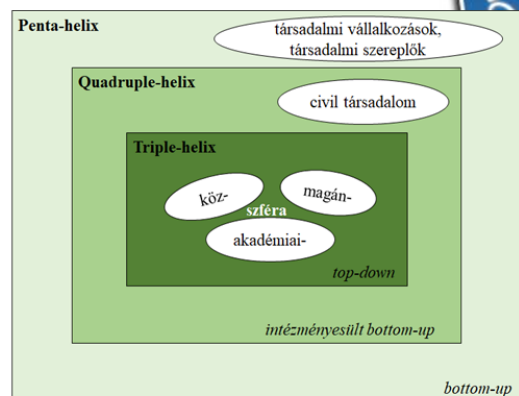 Penta-helix
társadalmi vállalkozások,
társadalmi szereplők
Quadruple-helix
civil társadalom
Triple-helix
köz-
magán-
szféra
akadémiai-
top-down
intézményesült bottom-up
bottom-up